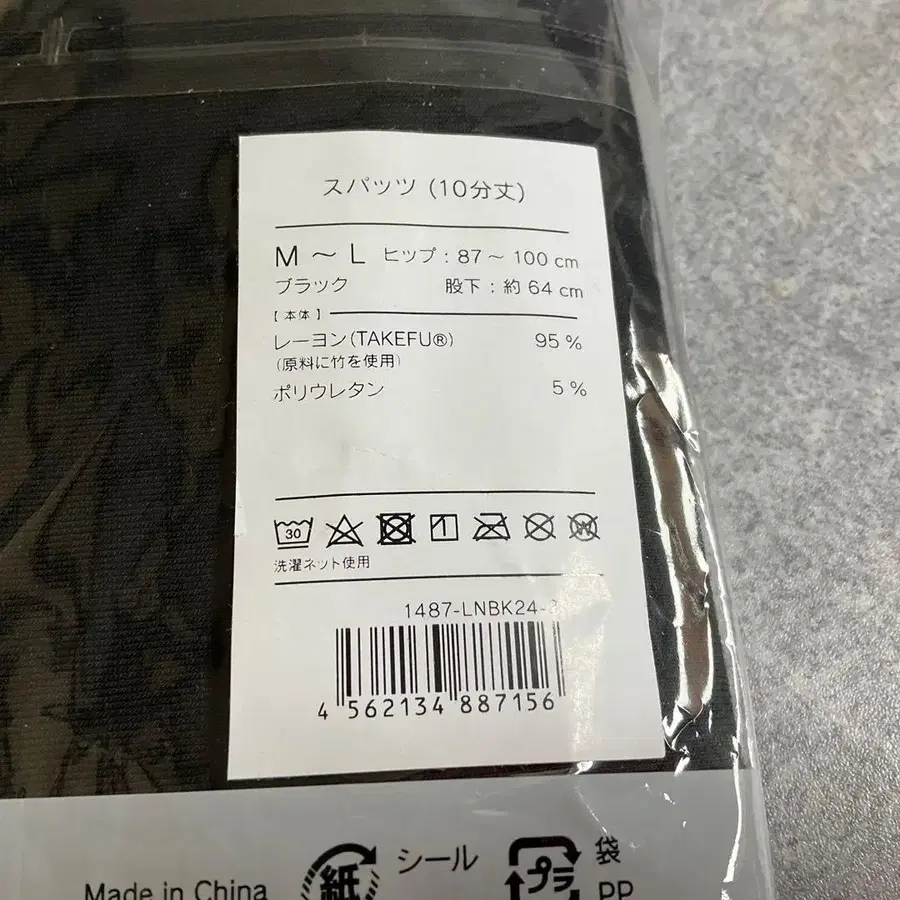 スパッツ (10分丈)
M ～ L ヒップ : 87 ～ 100 cm
ブラック 股下 : 約 64 cm
【 本体 】
レーヨン(TAKEFU®) 95 %
(原料に竹を使用)
ポリウレタン 5 %
30
洗濯ネット使用
1487-LNBK24-
4 562134 887156
Made in China
紙 シール
プラ 袋
PP